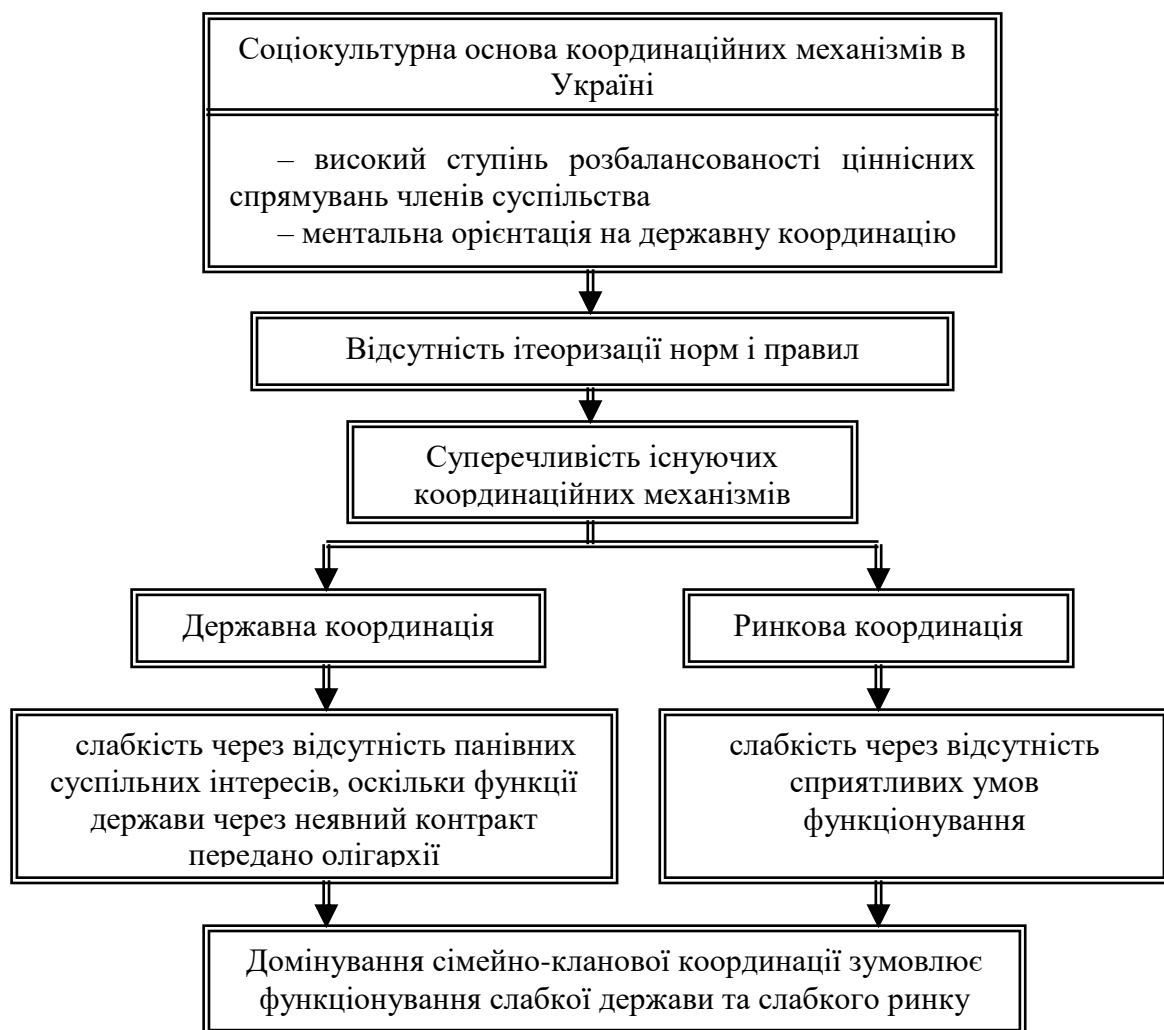 Соціокультурна основа координаційних механізмів в
Україні
– високий ступінь розбалансованості ціннісних
спрямувань членів суспільства
– ментальна орієнтація на державну координацію
Відсутність ітеоризації норм і правил
Суперечливість існуючих
координаційних механізмів
Державна координація
Ринкова координація
слабкість через відсутність панівних
суспільних інтересів, оскільки функції
держави через неявний контракт
передано олігархії
слабкість через відсутність
сприятливих умов
функціонування
Домінування сімейно-кланової координації зумовлює
функціонування слабкої держави та слабкого ринку